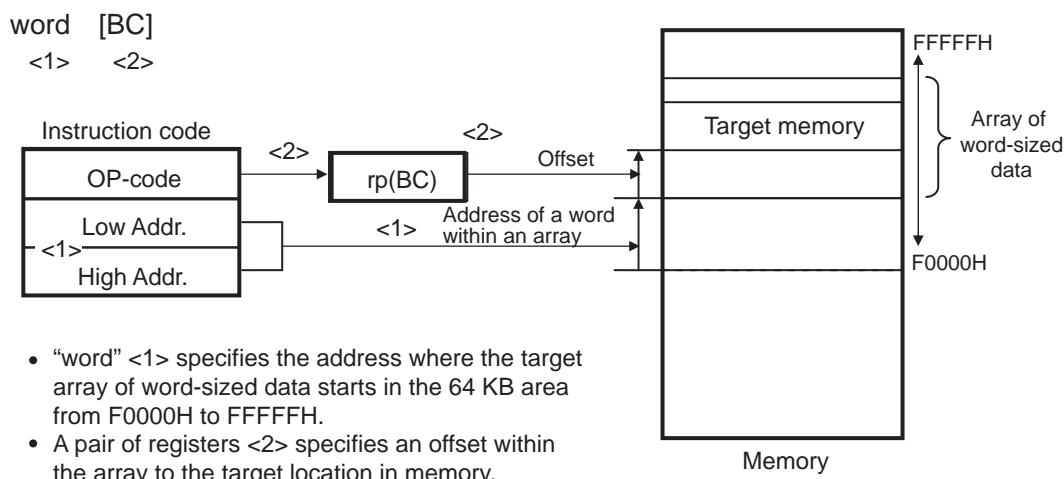 word [BC]
<1> <2>
Instruction code
OP-code
Low Addr.
<1>
High Addr.
<2>
rp(BC)
<2>
Offset
<1>
Address of a word
within an array
Target memory
FFFFFH
Array of
word-sized
data
F0000H
Memory
• “word” <1> specifies the address where the target
array of word-sized data starts in the 64 KB area
from F0000H to FFFFFH.
• A pair of registers <2> specifies an offset within
the array to the target location in memory.